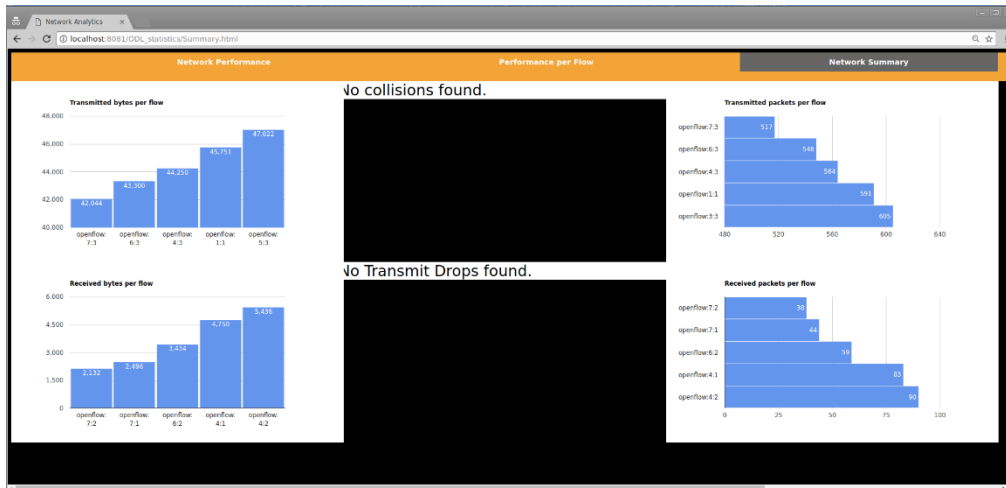 Network Analytics
localhost:8081/ODL_statistics/Summary.html
Network Performance
Performance per Flow
Network Summary
Transmitted bytes per flow
48,000
46,000
44,000
42,000
40,000
42,044
43,300
44,250
45,751
47,022
openflow: 7:3
openflow: 6:3
openflow: 4:3
openflow: 1:1
openflow: 5:3
No collisions found.
Transmitted packets per flow
openflow:7:3
517
openflow:6:3
548
openflow:4:3
564
openflow:1:1
591
openflow:3:3
605
480
520
560
600
640
Received bytes per flow
6,000
4,500
3,000
1,500
0
2,132
2,496
3,434
4,750
5,436
openflow: 7:2
openflow: 7:1
openflow: 6:2
openflow: 4:1
openflow: 4:2
No Transmit Drops found.
Received packets per flow
openflow:7:2
38
openflow:7:1
44
openflow:6:2
59
openflow:4:1
83
openflow:4:2
90
0
25
50
75
100